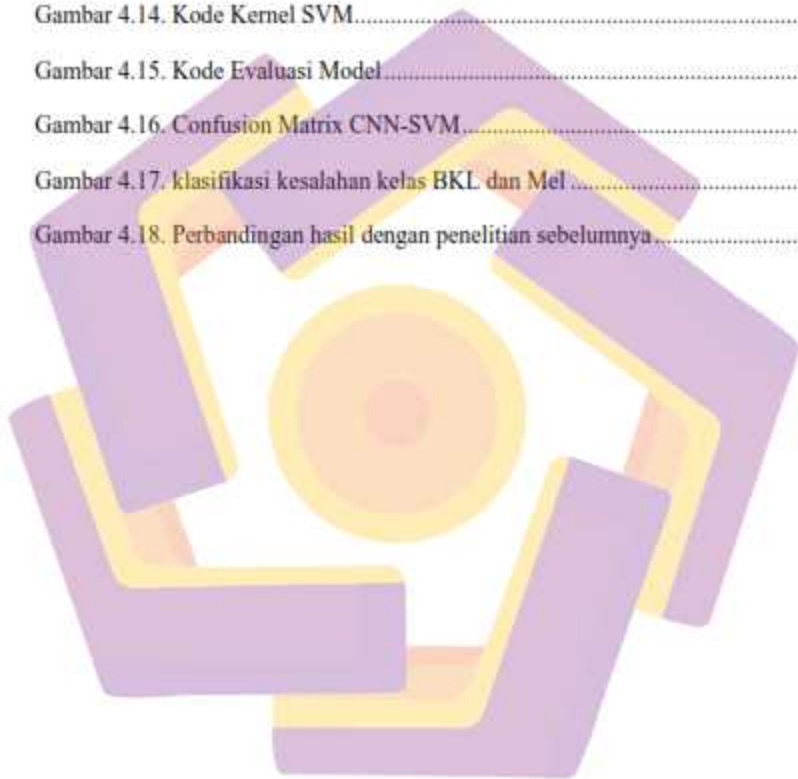 Gambar 4.14. Kode Kernel SVM........................................................................
Gambar 4.15. Kode Evaluasi Model..................................................................
Gambar 4.16. Confusion Matrix CNN-SVM....................................................
Gambar 4.17. klasifikasi kesalahan kelas BKL dan Mel ...................................
Gambar 4.18. Perbandingan hasil dengan penelitian sebelumnya......................